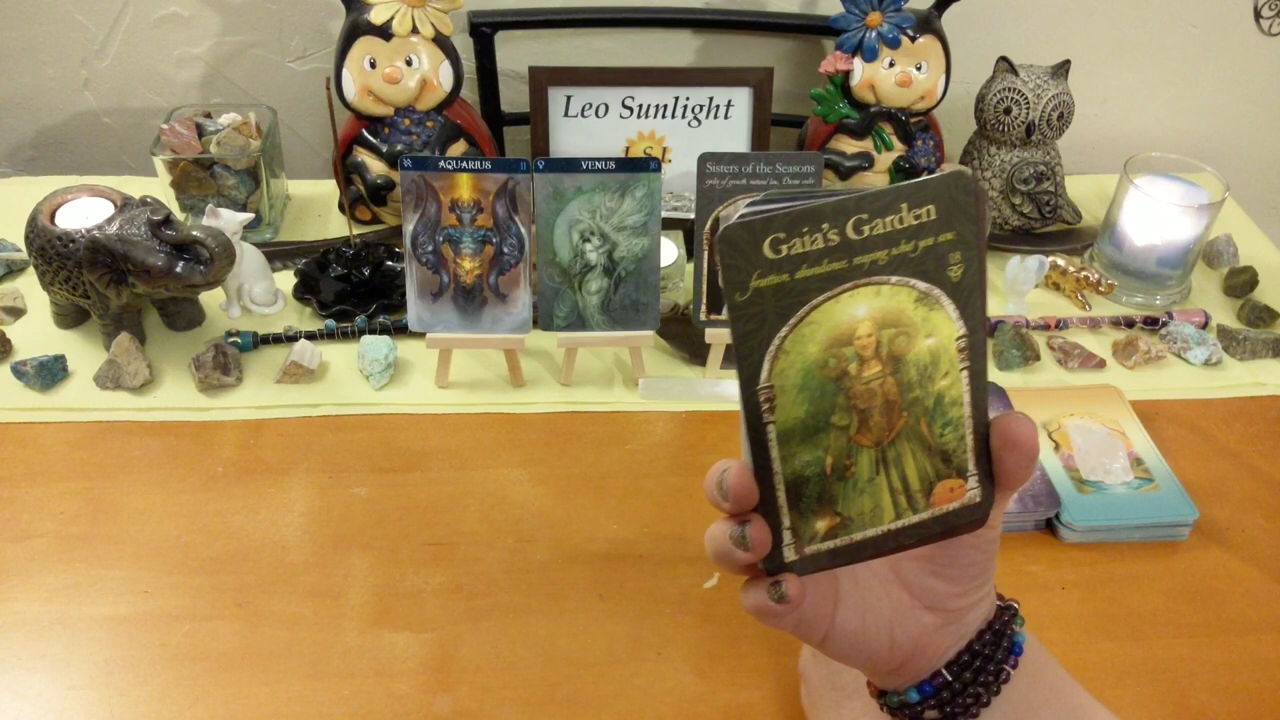 Leo Sunlight
LSL
AQUARIUS 11
VENUS 16
Sisters of the Seasons
cycles of growth, natural law, Divine order
Gaia's Garden
fruition, abundance, reaping what you sow.
18